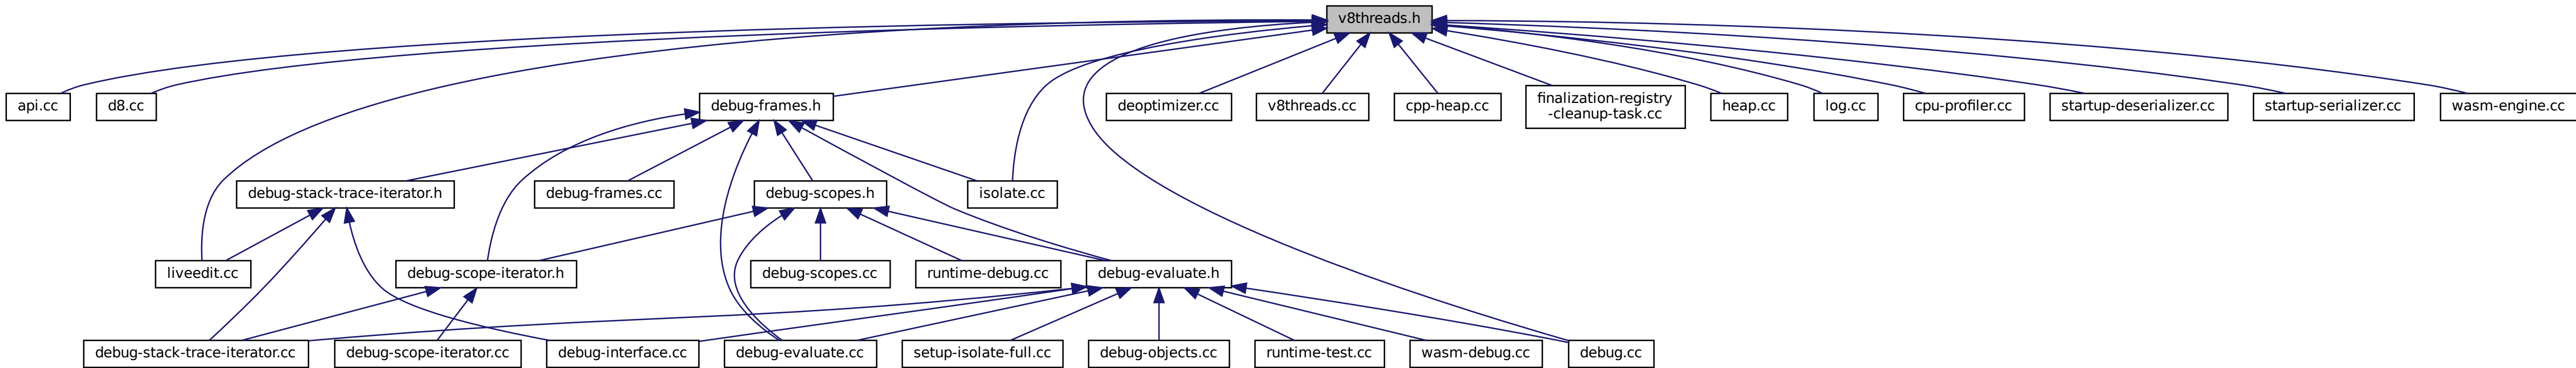 v8threads.h
api.cc
d8.cc
debug-frames.h
deoptimizer.cc
v8threads.cc
cpp-heap.cc
finalization-registry
-cleanup-task.cc
heap.cc
log.cc
cpu-profiler.cc
startup-deserializer.cc
startup-serializer.cc
wasm-engine.cc
debug-stack-trace-iterator.h
debug-frames.cc
debug-scopes.h
isolate.cc
liveedit.cc
debug-scope-iterator.h
debug-scopes.cc
runtime-debug.cc
debug-evaluate.h
debug-stack-trace-iterator.cc
debug-scope-iterator.cc
debug-interface.cc
debug-evaluate.cc
setup-isolate-full.cc
debug-objects.cc
runtime-test.cc
wasm-debug.cc
debug.cc